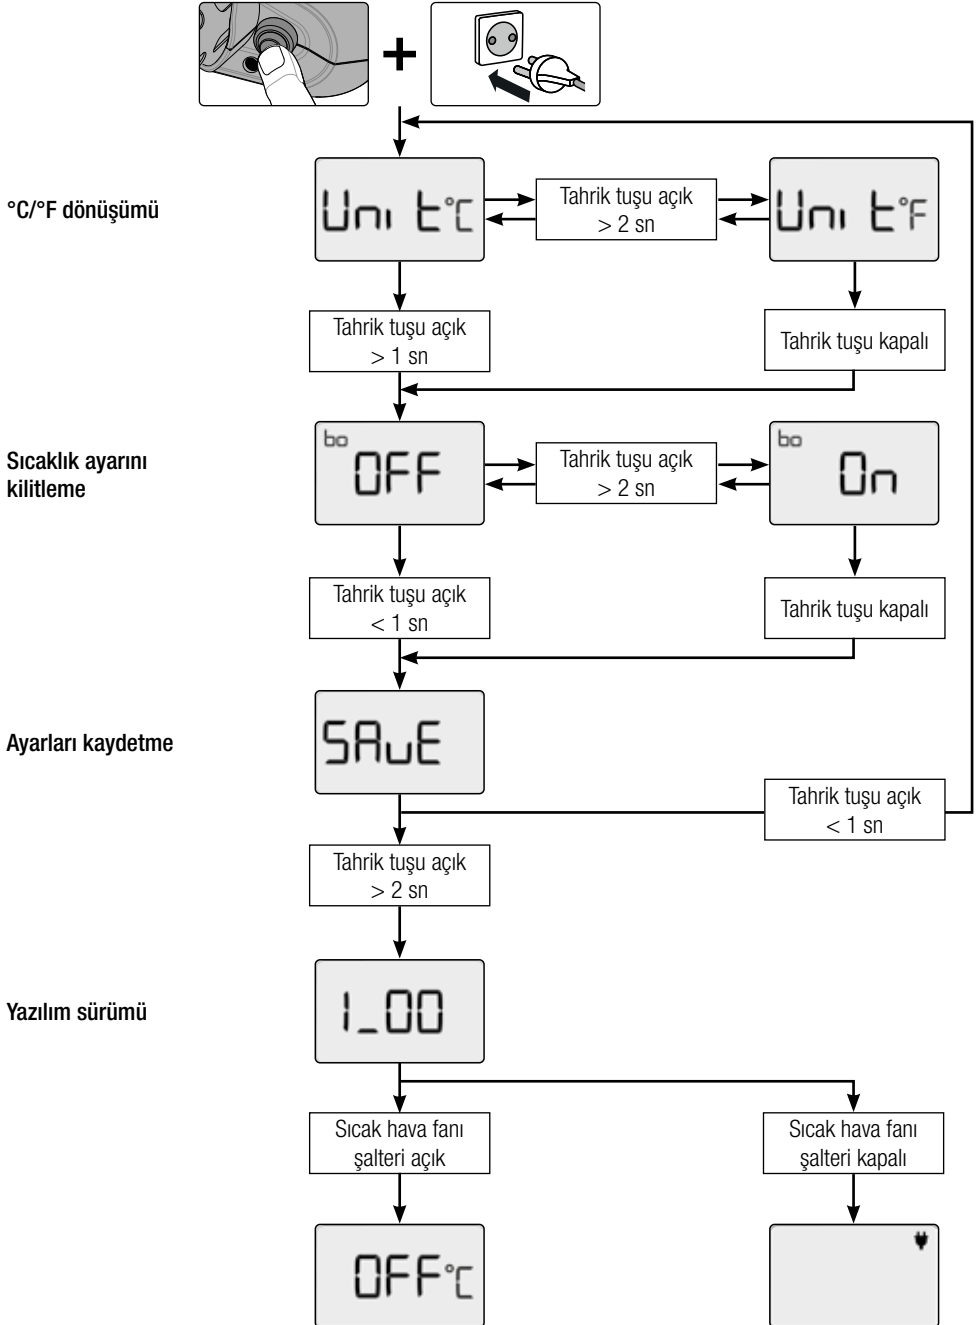 °C/°F dönüşümü
Unit°C
Tahrik tuşu açık
> 2 sn
Unit°F
Tahrik tuşu açık
> 1 sn
Tahrik tuşu kapalı
Sıcaklık ayarını
kilitleme
bo
OFF
Tahrik tuşu açık
> 2 sn
bo
On
Tahrik tuşu açık
< 1 sn
Tahrik tuşu kapalı
Ayarları kaydetme
SAvE
Tahrik tuşu açık
< 1 sn
Tahrik tuşu açık
> 2 sn
Yazılım sürümü
1_00
Sıcak hava fanı
şalteri açık
Sıcak hava fanı
şalteri kapalı
OFF°C